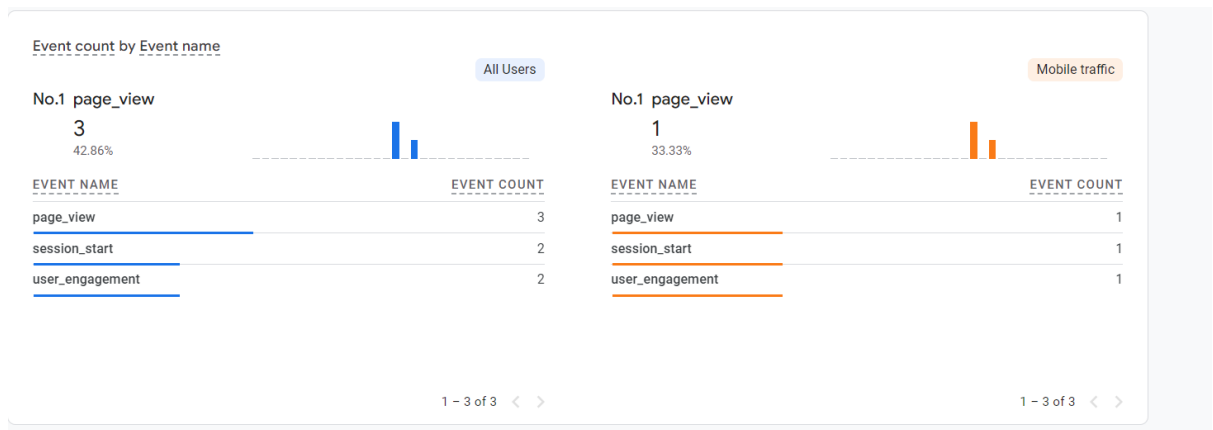 Event count by Event name
All Users
No.1 page_view
3
42.86%
EVENT NAME EVENT COUNT
page_view 3
session_start 2
user_engagement 2
1 – 3 of 3
Mobile traffic
No.1 page_view
1
33.33%
EVENT NAME EVENT COUNT
page_view 1
session_start 1
user_engagement 1
1 – 3 of 3